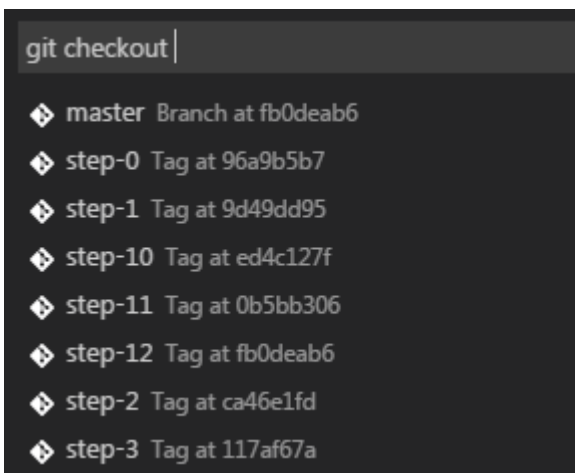 git checkout
master Branch at fb0deab6
step-0 Tag at 96a9b5b7
step-1 Tag at 9d49dd95
step-10 Tag at ed4c127f
step-11 Tag at 0b5bb306
step-12 Tag at fb0deab6
step-2 Tag at ca46e1fd
step-3 Tag at 117af67a